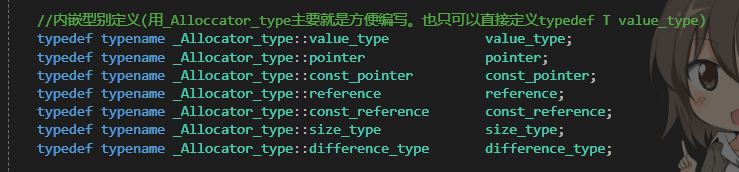 //内嵌型别定义(用_Alloccator_type主要就是方便编写。也只可以直接定义typedef T value_type)
typedef typename _Allocator_type::value_type value_type;
typedef typename _Allocator_type::pointer pointer;
typedef typename _Allocator_type::const_pointer const_pointer;
typedef typename _Allocator_type::reference reference;
typedef typename _Allocator_type::const_reference const_reference;
typedef typename _Allocator_type::size_type size_type;
typedef typename _Allocator_type::difference_type difference_type;